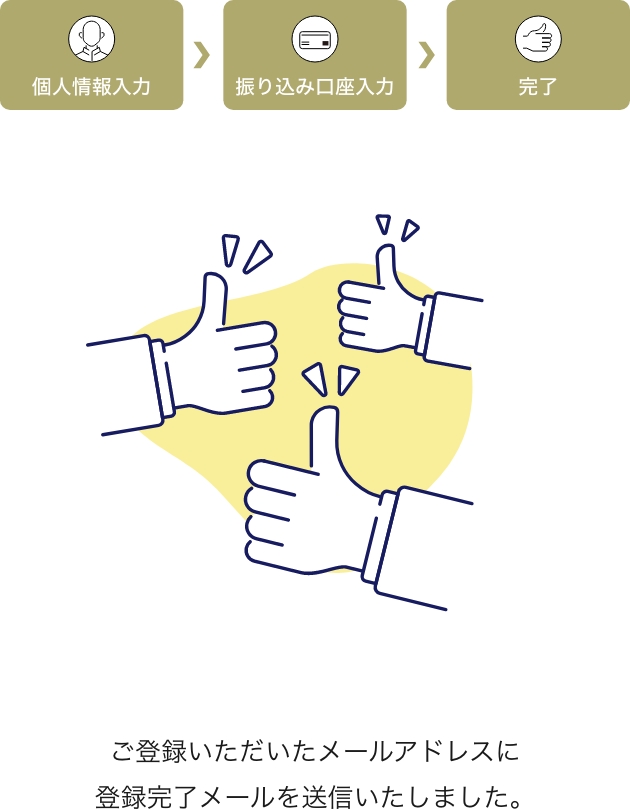 個人情報入力
振り込み口座入力
完了
ご登録いただいたメールアドレスに
登録完了メールを送信いたしました。